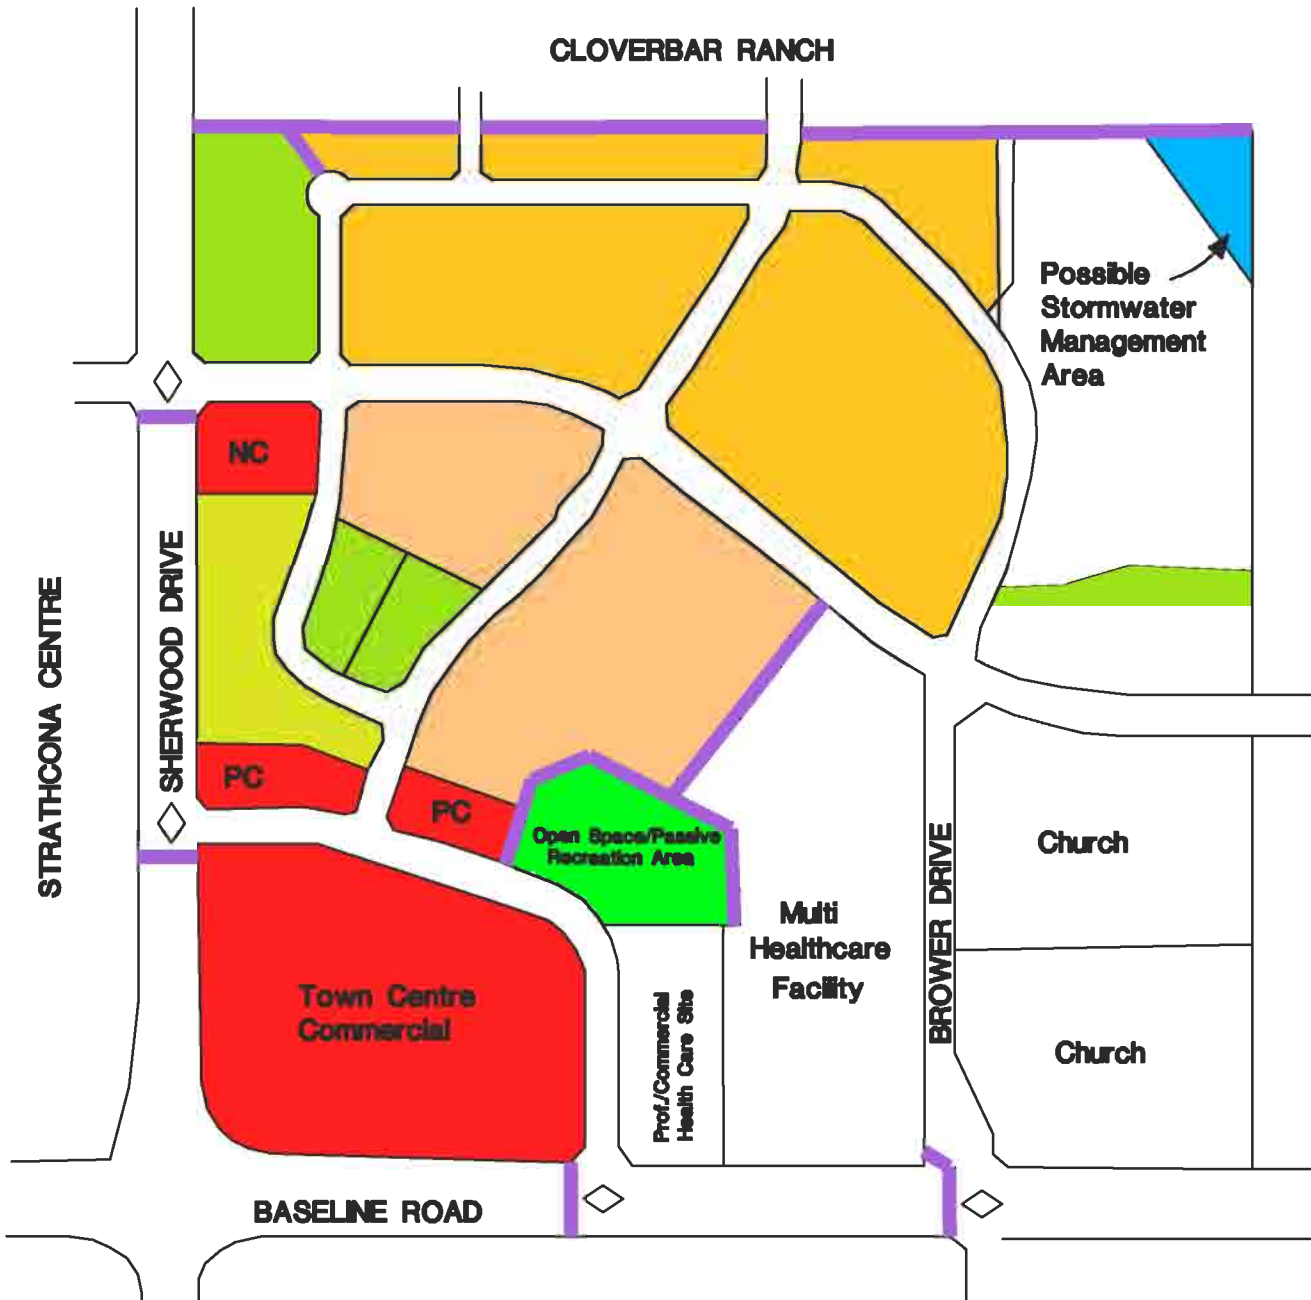 CLOVERBAR RANCH
Possible
Stormwater
Management
Area
NC
SHERWOOD DRIVE
STRATHCONA CENTRE
PC
PC
Open Space/Passive
Recreation Area
Church
BROWER DRIVE
Multi
Healthcare
Facility
Town Centre
Commercial
Prof./Commercial
Health Care Site
Church
BASELINE ROAD